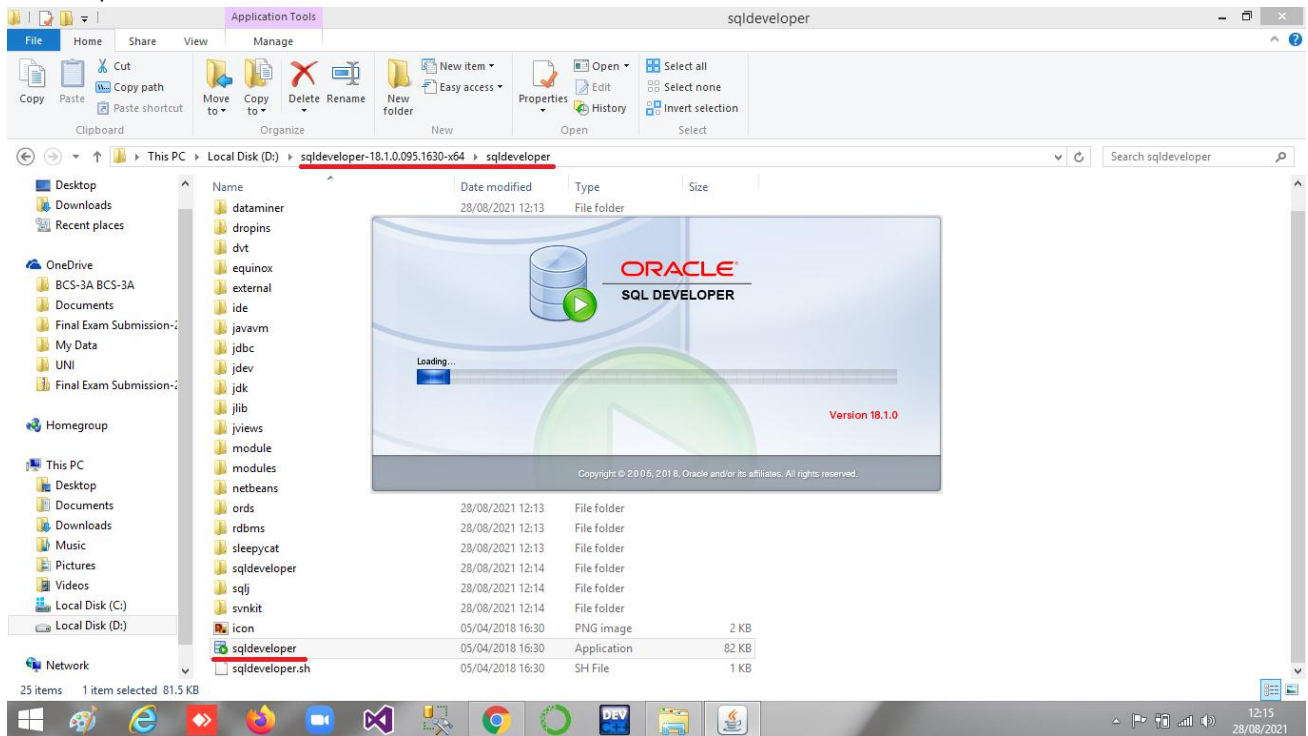 Application Tools
sqldeveloper
File Home Share View Manage
Cut
Copy path
Paste shortcut
Copy Paste
Move to Copy to Delete Rename
New folder
New item
Easy access
Properties
Open
Edit
History
Select all
Select none
Invert selection
Clipboard Organize New Open Select
This PC Local Disk (D:) sqldeveloper-18.1.0.095.1630-x64 sqldeveloper
Search sqldeveloper
Desktop
Downloads
Recent places
OneDrive
BCS-3A BCS-3A
Documents
Final Exam Submission-2
My Data
UNI
Final Exam Submission-2
Homegroup
This PC
Desktop
Documents
Downloads
Music
Pictures
Videos
Local Disk (C:)
Local Disk (D:)
Network
Name Date modified Type Size
dataminer 28/08/2021 12:13 File folder
dropins
dvt
equinox
external
ide
javavm
jdbc
jdev
jdk
jlib
jviews
module
modules
netbeans
ords 28/08/2021 12:13 File folder
rdbms 28/08/2021 12:13 File folder
sleepycat 28/08/2021 12:13 File folder
sqldeveloper 28/08/2021 12:14 File folder
sqlj 28/08/2021 12:14 File folder
svnkit 28/08/2021 12:14 File folder
icon 05/04/2018 16:30 PNG image 2 KB
sqldeveloper 05/04/2018 16:30 Application 82 KB
sqldeveloper.sh 05/04/2018 16:30 SH File 1 KB
ORACLE
SQL DEVELOPER
Loading...
Version 18.1.0
Copyright © 2005, 2018, Oracle and/or its affiliates. All rights reserved.
25 items 1 item selected 81.5 KB
DEV
C++
12:15
28/08/2021